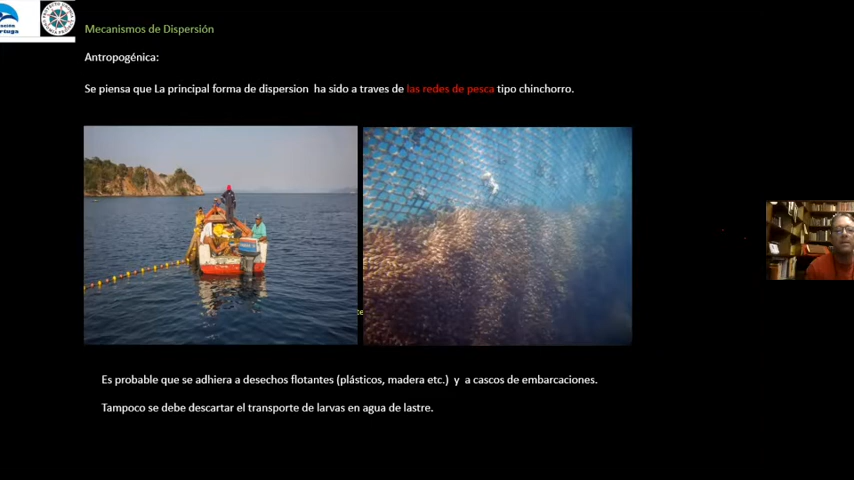 Mecanismos de Dispersión
Antropogénica:
Se piensa que La principal forma de dispersion ha sido a traves de las redes de pesca tipo chinchorro.
Es probable que se adhiera a desechos flotantes (plásticos, madera etc.) y a cascos de embarcaciones.
Tampoco se debe descartar el transporte de larvas en agua de lastre.